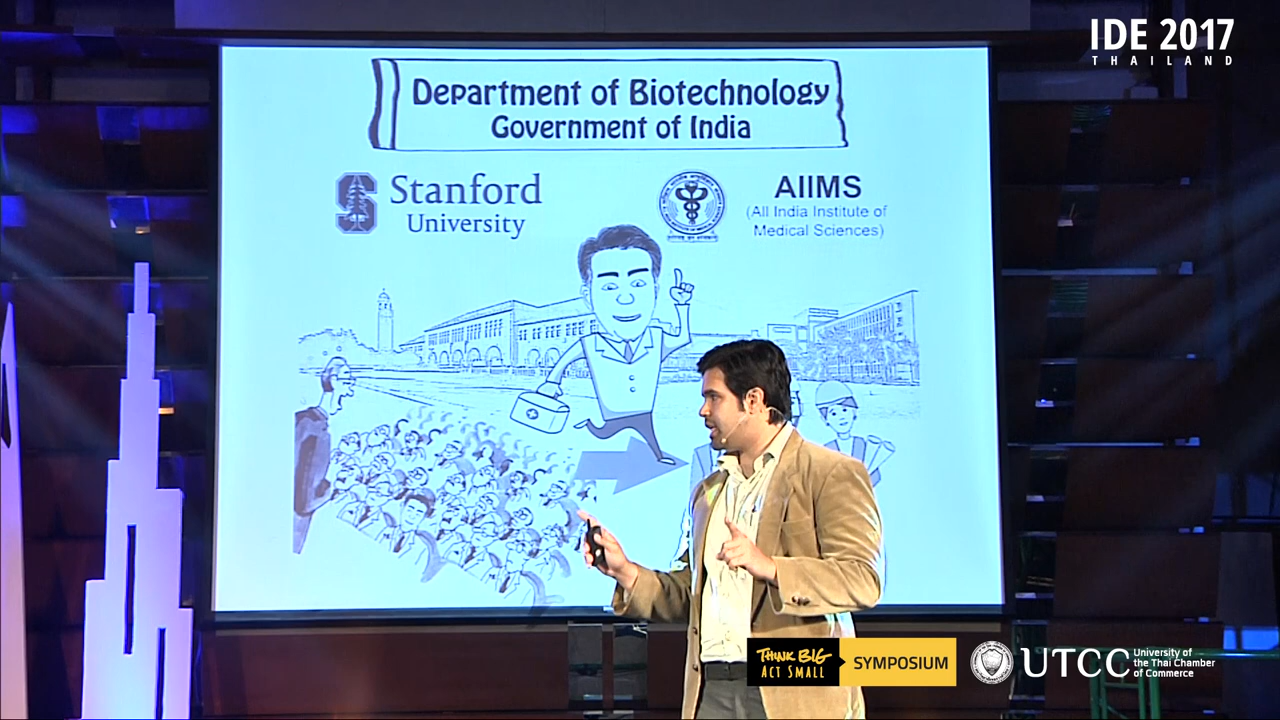 IDE 2017
THAILAND
Department of Biotechnology
Government of India
Stanford
University
AIIMS
(All India Institute of
Medical Sciences)
THINK BIG
ACT SMALL
SYMPOSIUM
UTCC
University of
the Thai Chamber
of Commerce